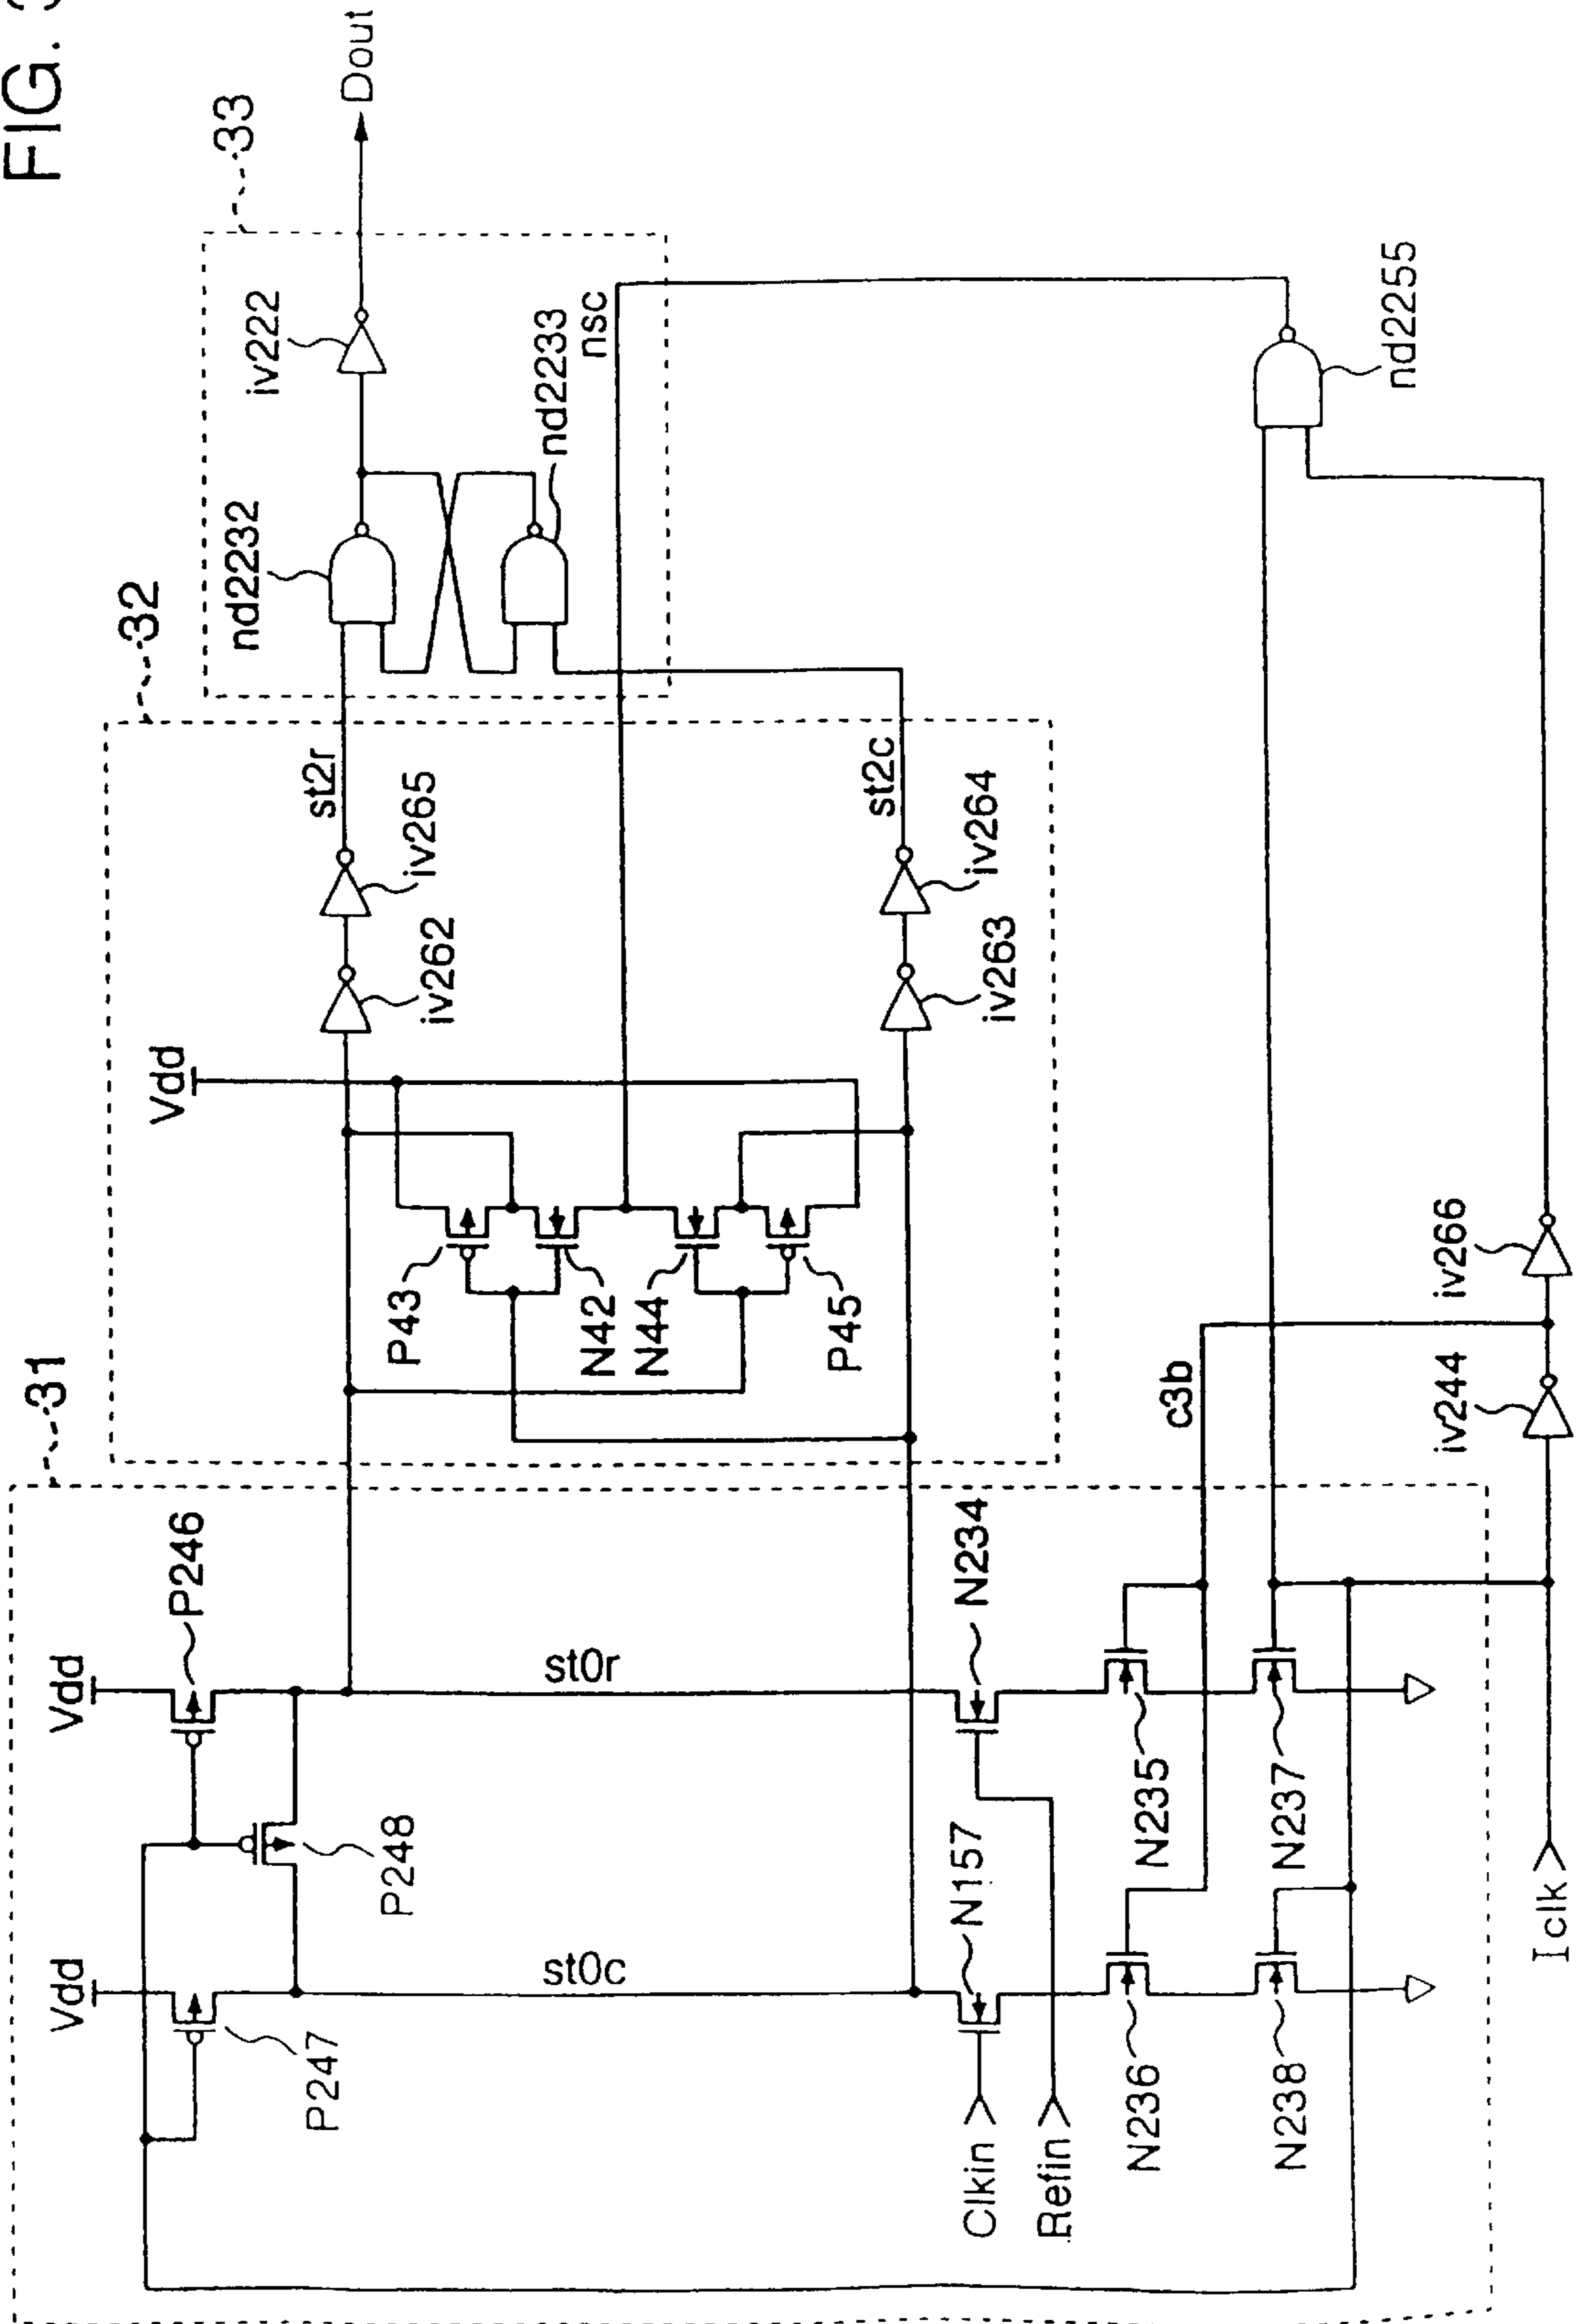 FIG. 3
31
32
33
Vdd
P246
Vdd
P247
P248
st0r
st0c
N234
N157
Clkin
Refin
N235
N236
N237
N238
Iclk
c3b
iv244
iv266
nd2255
Vdd
P43
N42
N44
P45
iv262
iv265
st2r
iv263
iv264
st2c
nd2232
nd2233
nsc
iv222
Dout